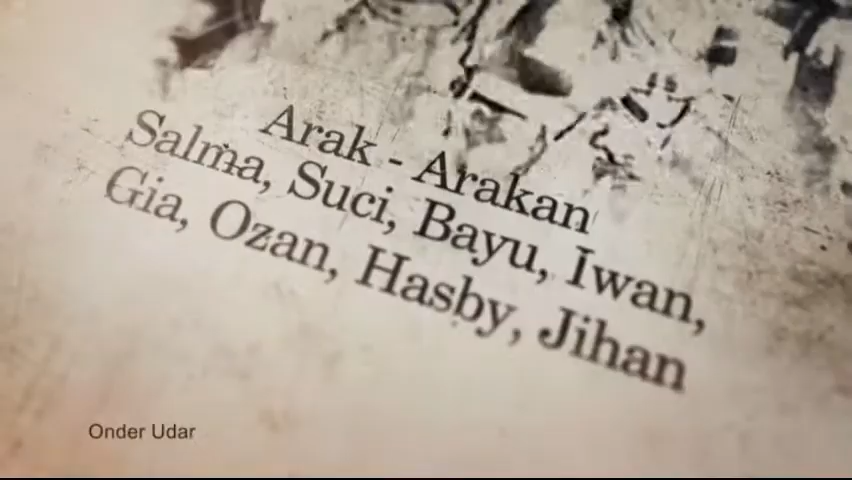 Arak - Arakan
Salma, Suci, Bayu, Iwan,
Gia, Ozan, Hasby, Jihan
Onder Udar